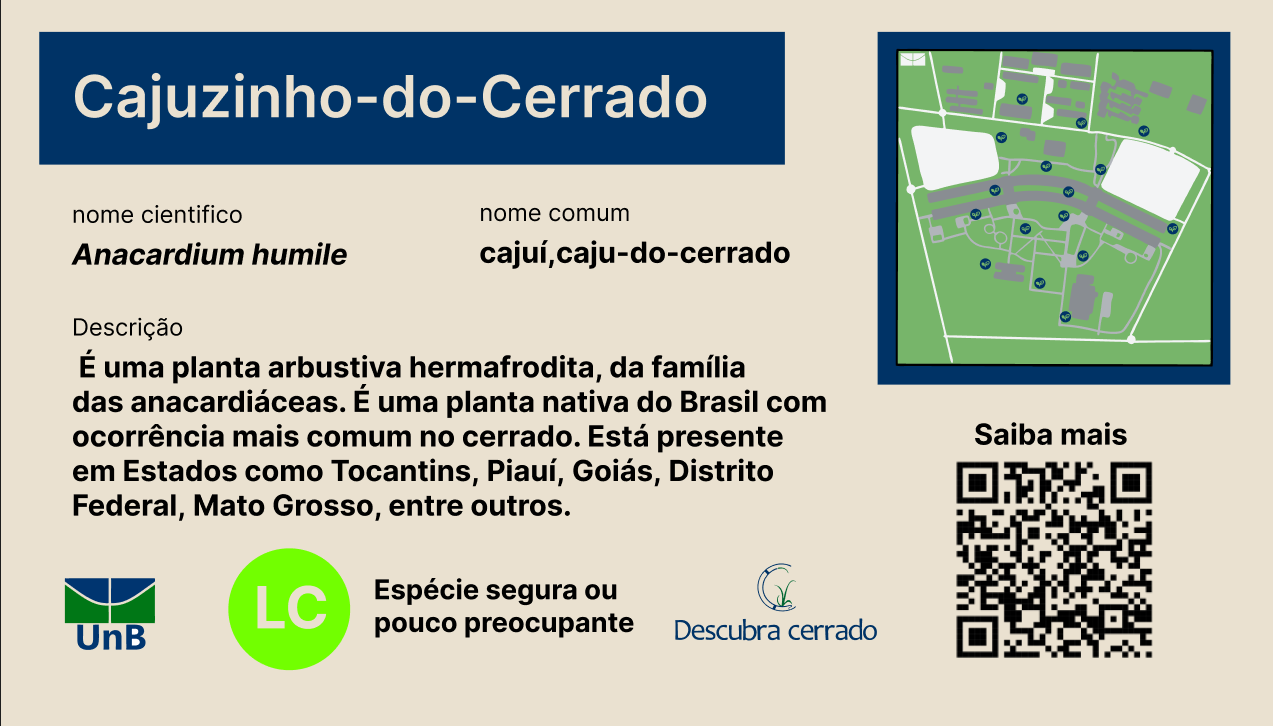 Cajuzinho-do-Cerrado
nome cientifico
Anacardium humile
nome comum
cajuí,caju-do-cerrado
Descrição
É uma planta arbustiva hermafrodita, da família
das anacardiáceas. É uma planta nativa do Brasil com
ocorrência mais comum no cerrado. Está presente
em Estados como Tocantins, Piauí, Goiás, Distrito
Federal, Mato Grosso, entre outros.
UnB
LC
Espécie segura ou
pouco preocupante
Descubra cerrado
Saiba mais